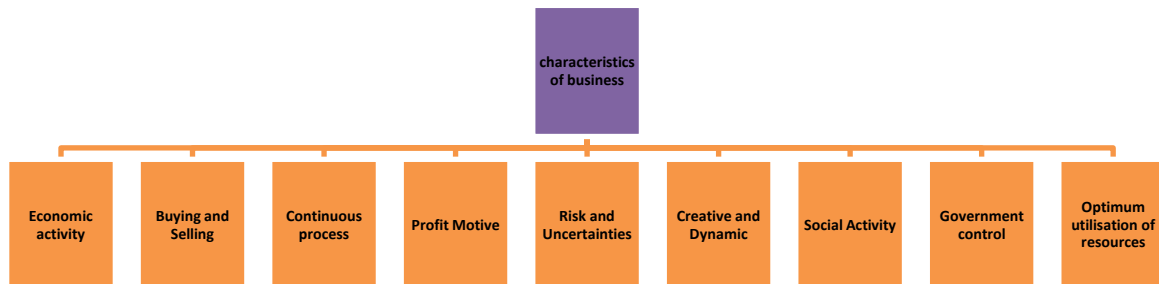 characteristics
of business
Economic
activity
Buying and
Selling
Continuous
process
Profit Motive
Risk and
Uncertainties
Creative and
Dynamic
Social Activity
Government
control
Optimum
utilisation of
resources